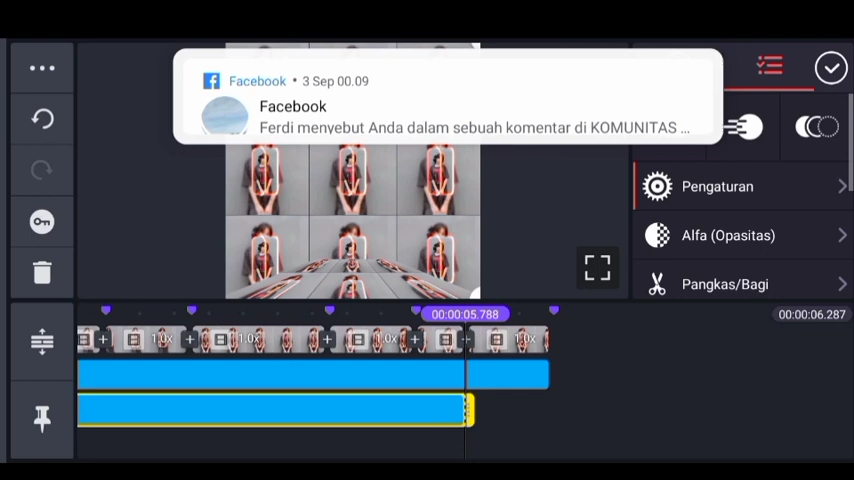 Facebook • 3 Sep 00.09
Facebook
Ferdi menyebut Anda dalam sebuah komentar di KOMUNITAS ...
Pengaturan
Alfa (Opasitas)
Pangkas/Bagi
00:00:05.788
00:00:06.287
1.0x
1.0x
1.0x
1.0x